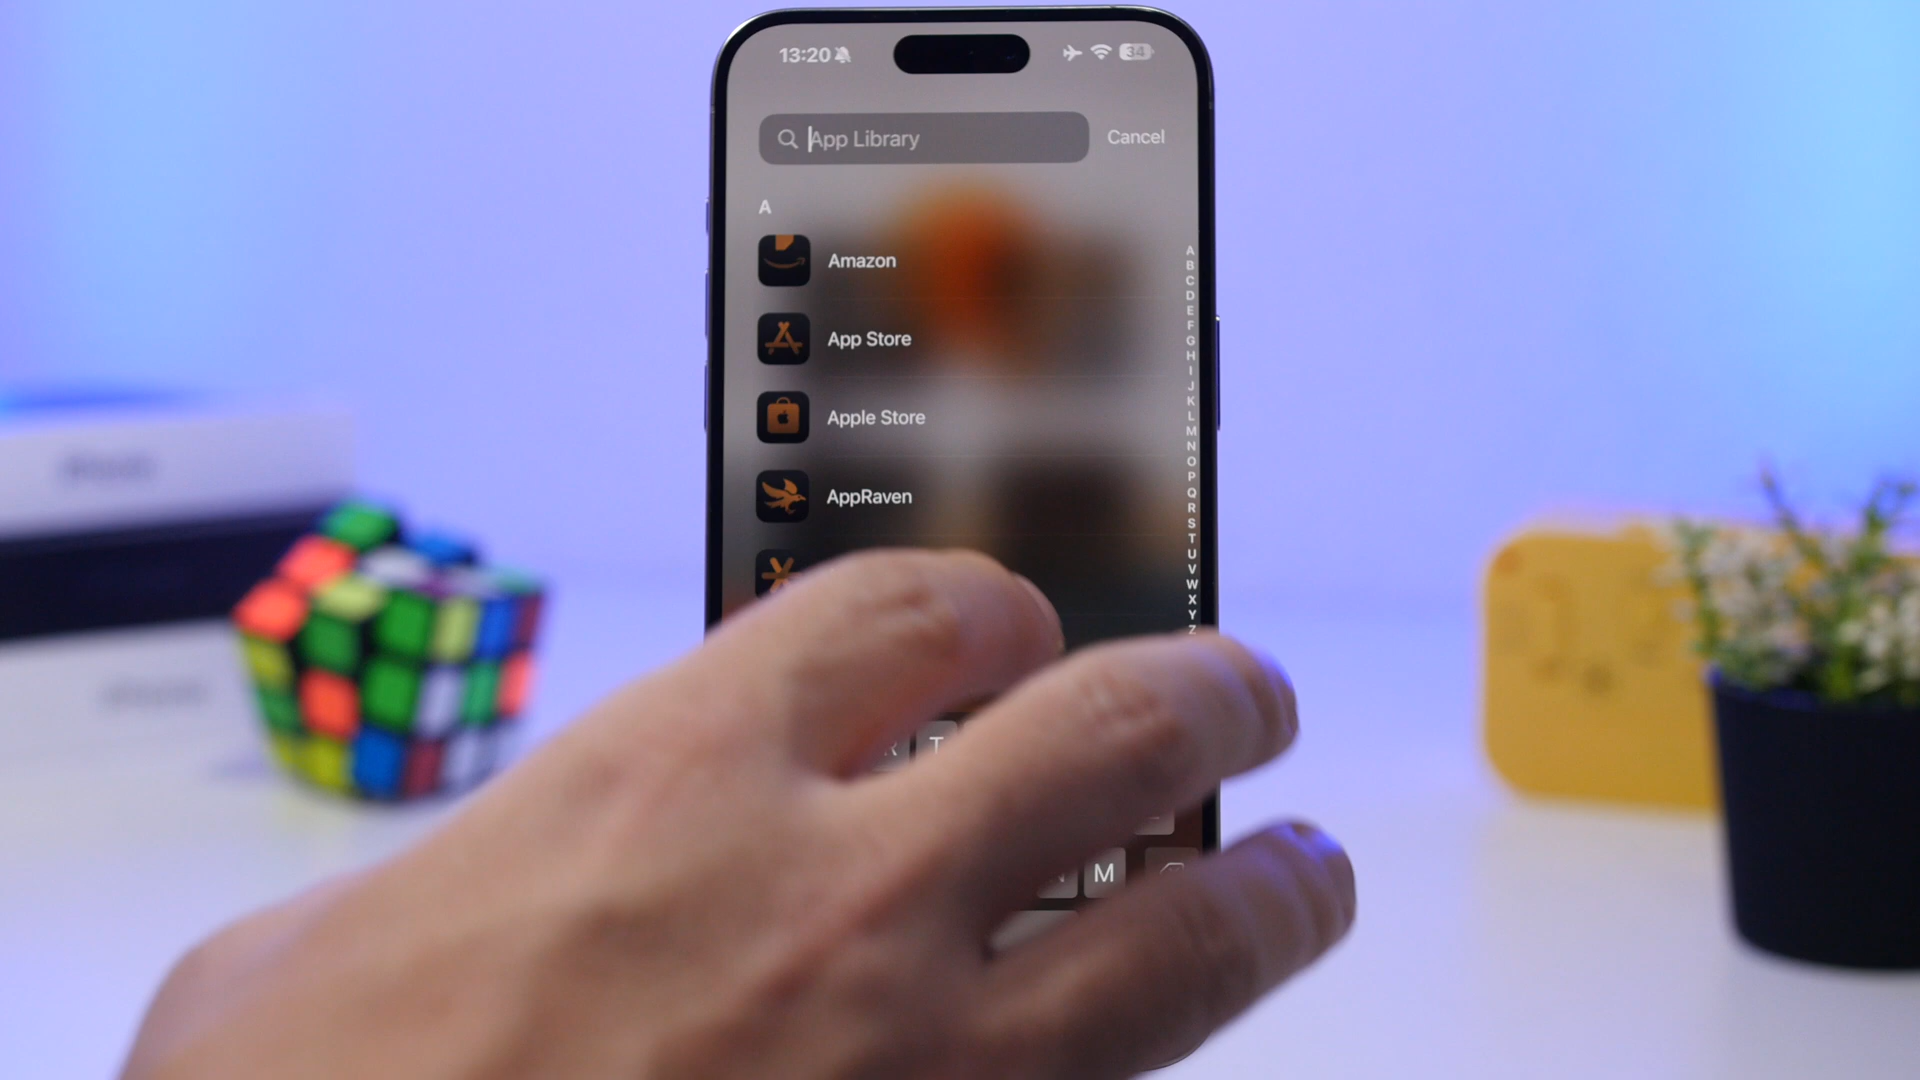 13:20
34
App Library
Cancel
A
Amazon
App Store
Apple Store
AppRaven
A
B
C
D
E
F
G
H
I
J
K
L
M
N
O
P
Q
R
S
T
U
V
W
X
Y
Z
R T
N M